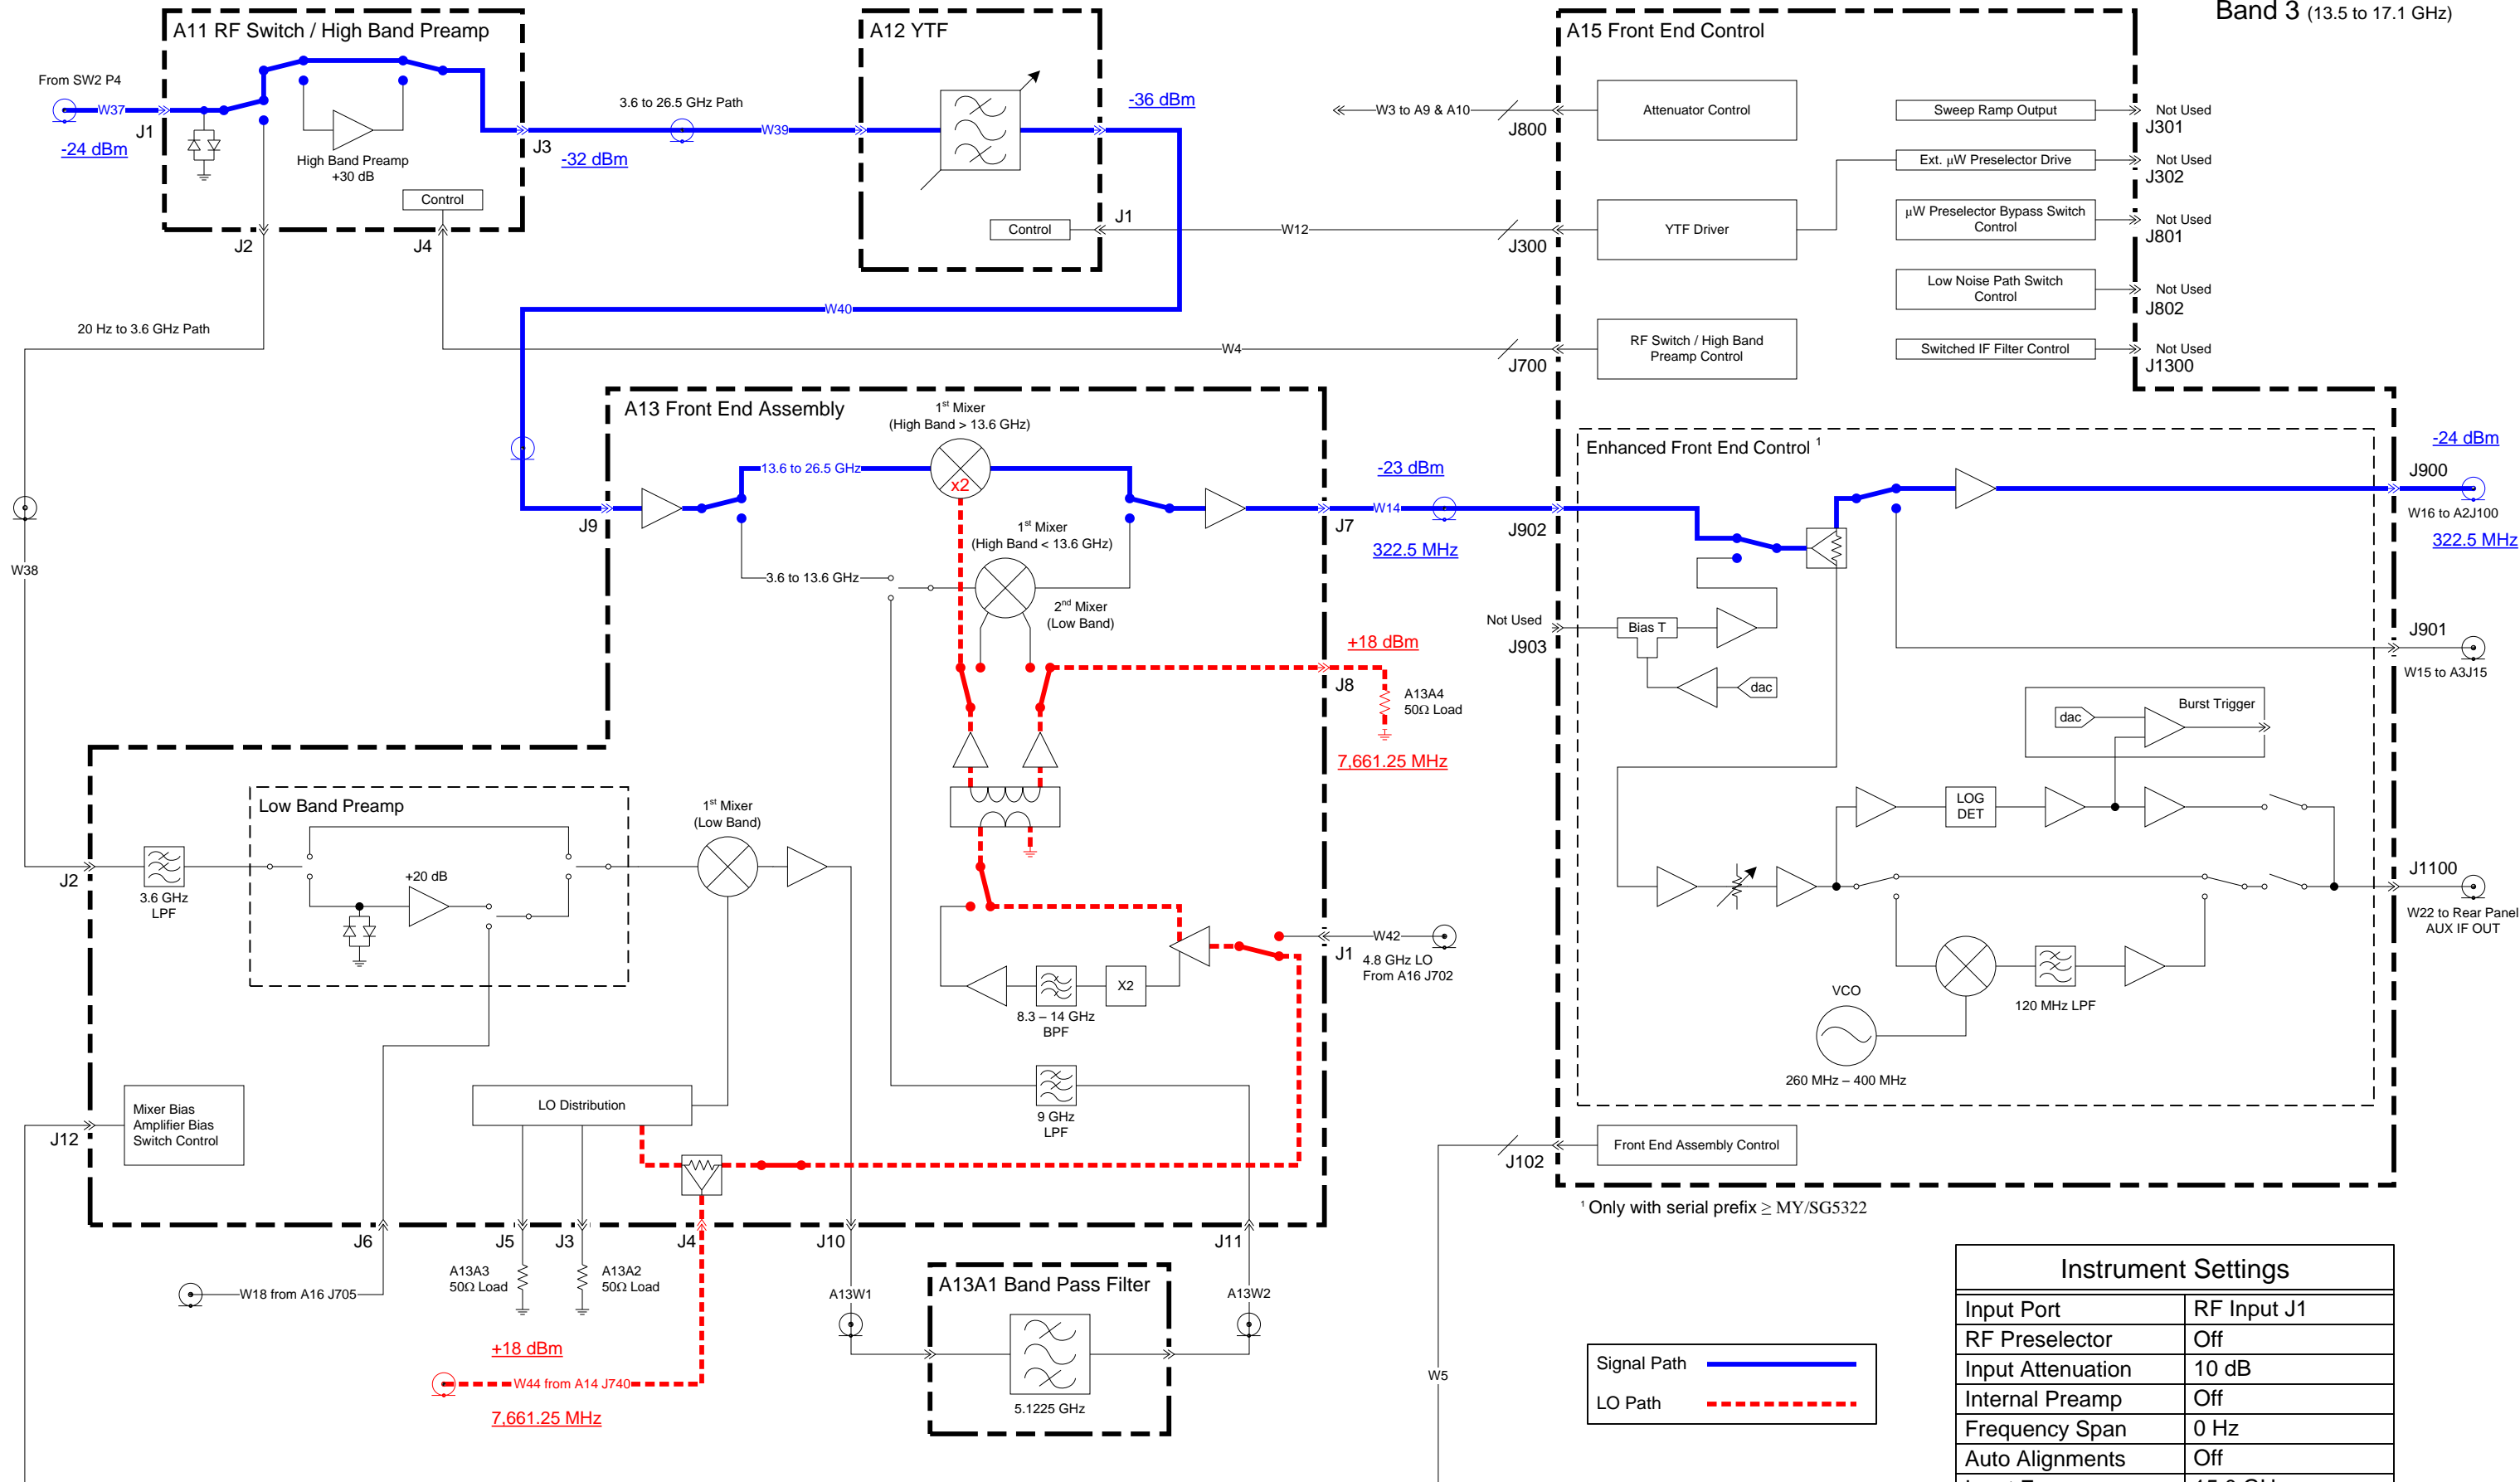 Band 3 (13.5 to 17.1 GHz)
A11 RF Switch / High Band Preamp
From SW2 P4
W37
J1
-24 dBm
High Band Preamp
+30 dB
Control
J2
J4
J3
-32 dBm
3.6 to 26.5 GHz Path
W39
A12 YTF
-36 dBm
Control
J1
W12
W40
W4
20 Hz to 3.6 GHz Path
W38
A15 Front End Control
W3 to A9 & A10
J800
Attenuator Control
Sweep Ramp Output
Not Used
J301
Ext. µW Preselector Drive
Not Used
J302
J300
YTF Driver
µW Preselector Bypass Switch
Control
Not Used
J801
Low Noise Path Switch
Control
Not Used
J802
J700
RF Switch / High Band
Preamp Control
Switched IF Filter Control
Not Used
J1300
A13 Front End Assembly
1st Mixer
(High Band > 13.6 GHz)
13.6 to 26.5 GHz
x2
J9
1st Mixer
(High Band < 13.6 GHz)
3.6 to 13.6 GHz
2nd Mixer
(Low Band)
-23 dBm
J7
W14
322.5 MHz
J902
+18 dBm
J8
A13A4
50Ω Load
7,661.25 MHz
Enhanced Front End Control 1
-24 dBm
J900
W16 to A2J100
322.5 MHz
Not Used
J903
Bias T
dac
J901
W15 to A3J15
dac
Burst Trigger
LOG
DET
J1100
W22 to Rear Panel
AUX IF OUT
VCO
120 MHz LPF
260 MHz – 400 MHz
Low Band Preamp
J2
3.6 GHz
LPF
+20 dB
1st Mixer
(Low Band)
J1
W42
4.8 GHz LO
From A16 J702
X2
8.3 – 14 GHz
BPF
9 GHz
LPF
LO Distribution
J12
Mixer Bias
Amplifier Bias
Switch Control
J102
Front End Assembly Control
1 Only with serial prefix ≥ MY/SG5322
J6
J5
J3
J4
J10
J11
A13A3
50Ω Load
A13A2
50Ω Load
W18 from A16 J705
A13W1
A13A1 Band Pass Filter
A13W2
5.1225 GHz
+18 dBm
W44 from A14 J740
7,661.25 MHz
W5
Signal Path
LO Path
Instrument Settings
Input Port RF Input J1
RF Preselector Off
Input Attenuation 10 dB
Internal Preamp Off
Frequency Span 0 Hz
Auto Alignments Off